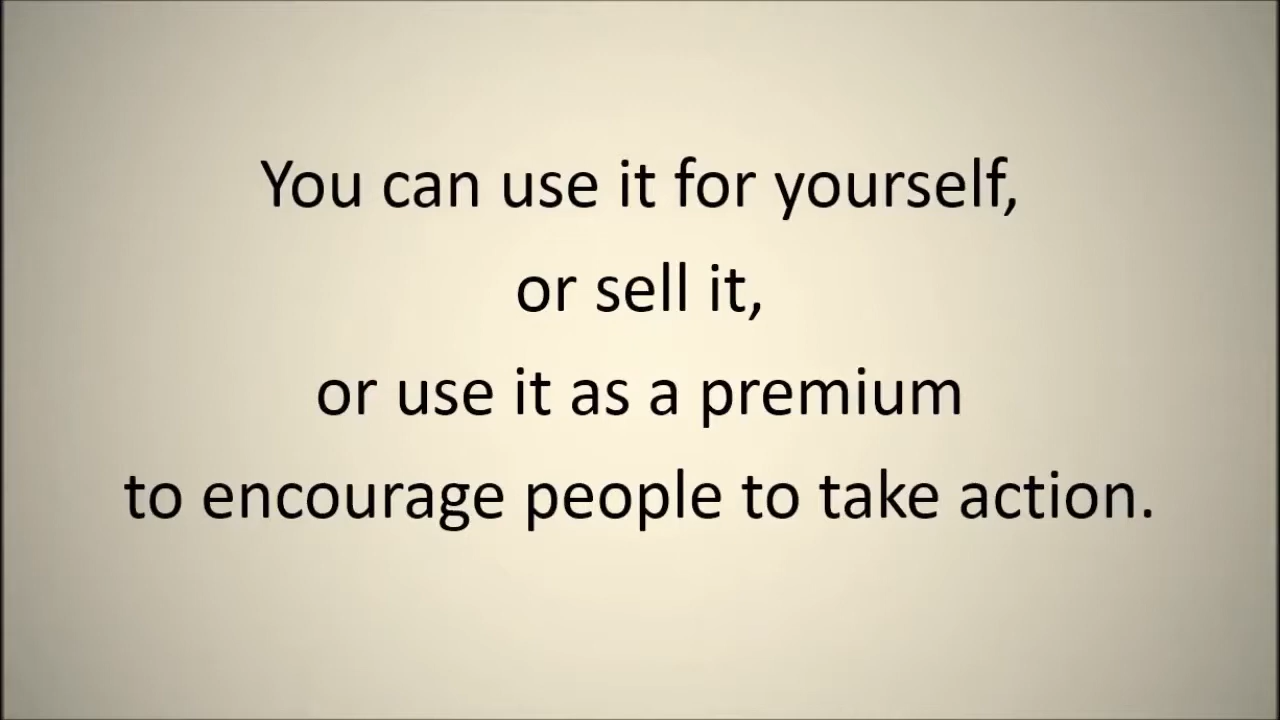 You can use it for yourself,
or sell it,
or use it as a premium
to encourage people to take action.